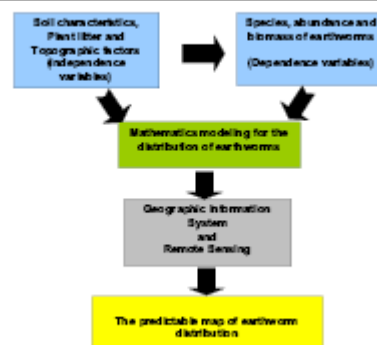 Soil characteristics,
Plant litter and
Topographic factors
(Independence
variables)
Species, abundance and
biomass of earthworms
(Dependence variables)
Mathematics modeling for the
distribution of earthworms
Geographic Information
System
and
Remote Sensing
The predictable map of earthworm
distribution